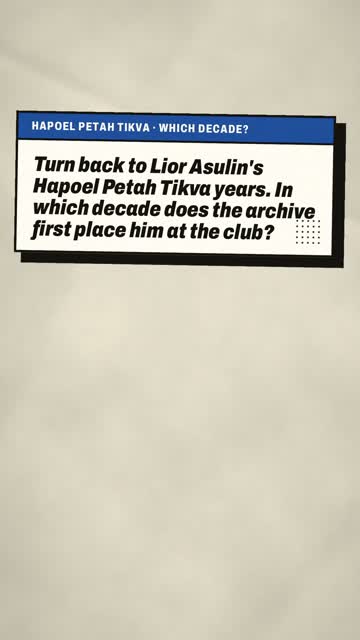 HAPOEL PETAH TIKVA · WHICH DECADE?
Turn back to Lior Asulin's
Hapoel Petah Tikva years. In
which decade does the archive
first place him at the club?